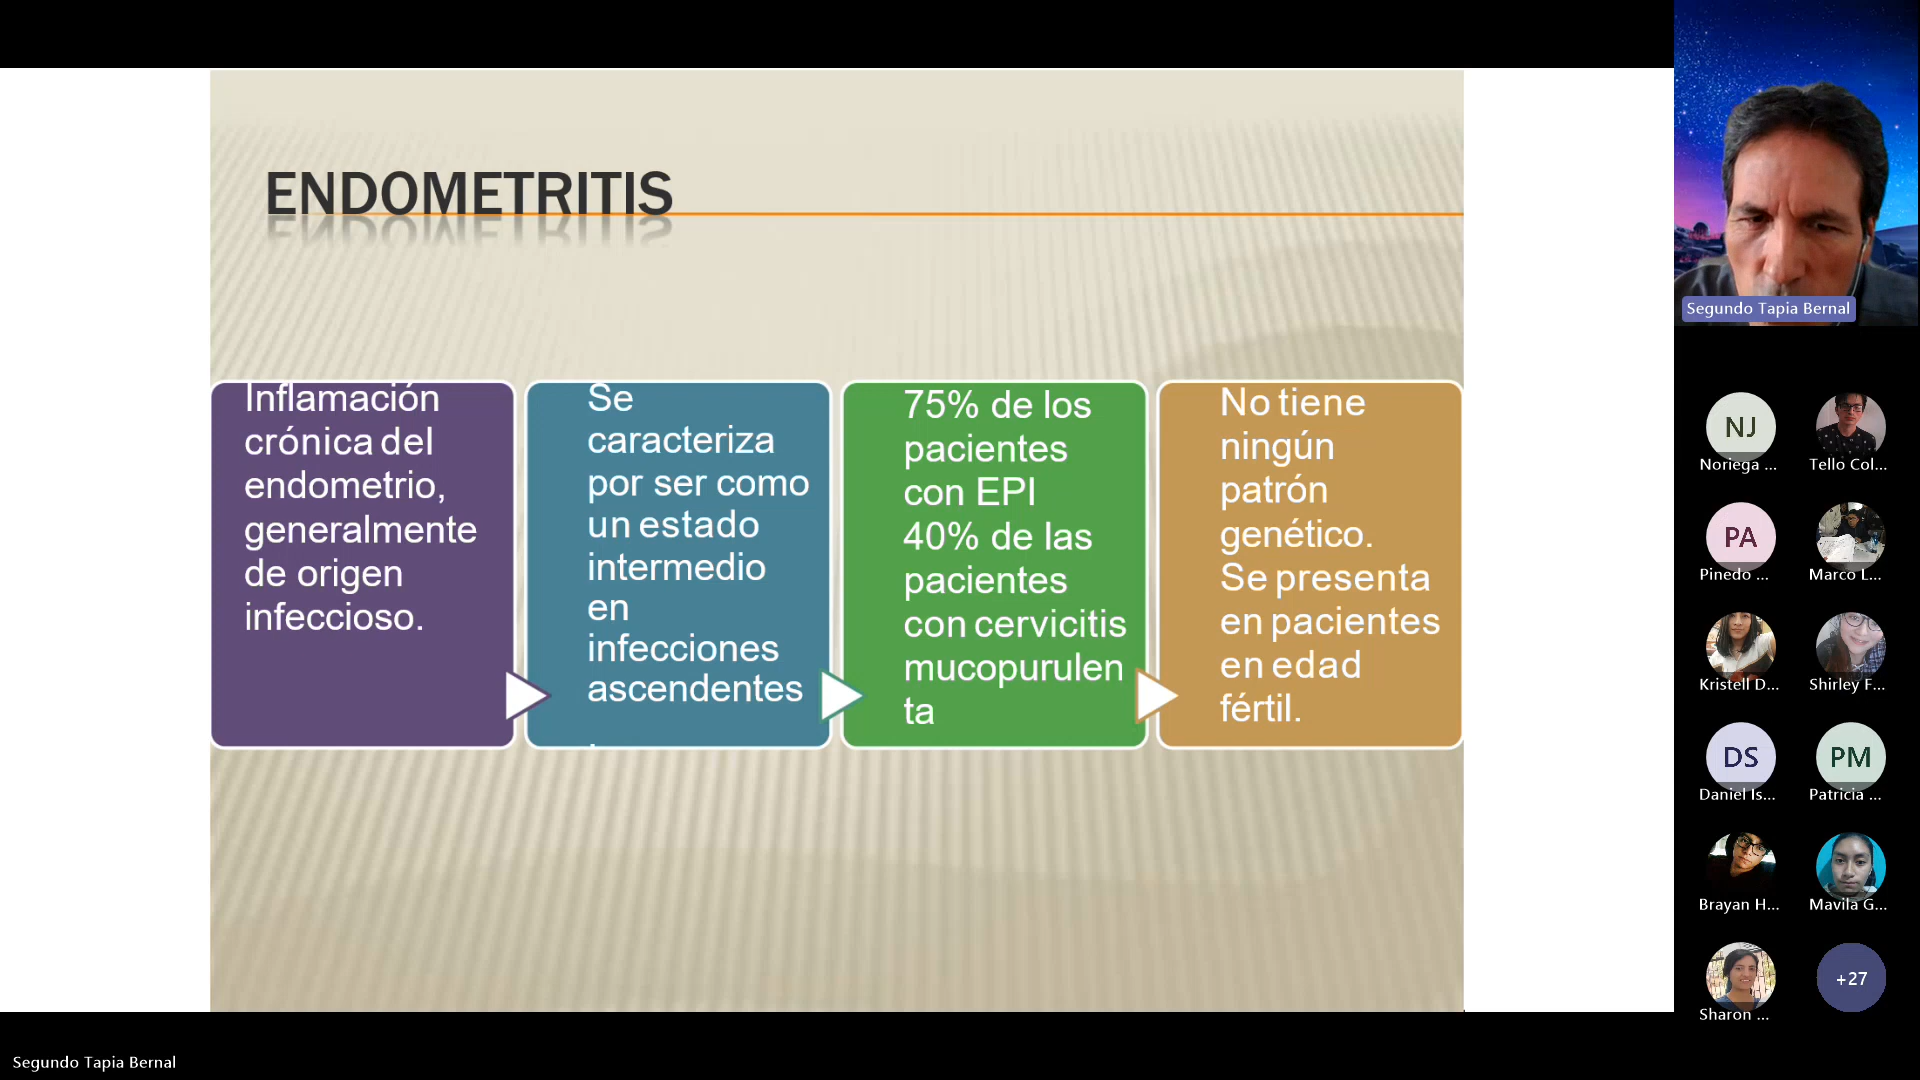 ENDOMETRITIS
Inflamación
crónica del
endometrio,
generalmente
de origen
infeccioso.
Se
caracteriza
por ser como
un estado
intermedio
en
infecciones
ascendentes
.
75% de los
pacientes
con EPI
40% de las
pacientes
con cervicitis
mucopurulen
ta
No tiene
ningún
patrón
genético.
Se presenta
en pacientes
en edad
fértil.
Segundo Tapia Bernal
NJ
Noriega ...
Tello Col...
PA
Pinedo ...
Marco L...
Kristell D...
Shirley F...
DS
Daniel Is...
PM
Patricia ...
Brayan H...
Mavila G...
Sharon ...
+27
Segundo Tapia Bernal